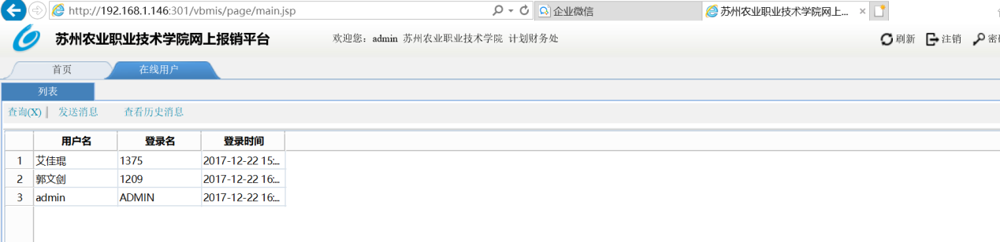 http://192.168.1.146:301/vbmis/page/main.jsp 企业微信 苏州农业职业技术学院网上...
苏州农业职业技术学院网上报销平台 欢迎您：admin 苏州农业职业技术学院 计划财务处 刷新 注销
首页 在线用户
列表
查询(X) 发送消息 查看历史消息
用户名 登录名 登录时间
1 艾佳琨 1375 2017-12-22 15:...
2 郭文剑 1209 2017-12-22 16:...
3 admin ADMIN 2017-12-22 16:...